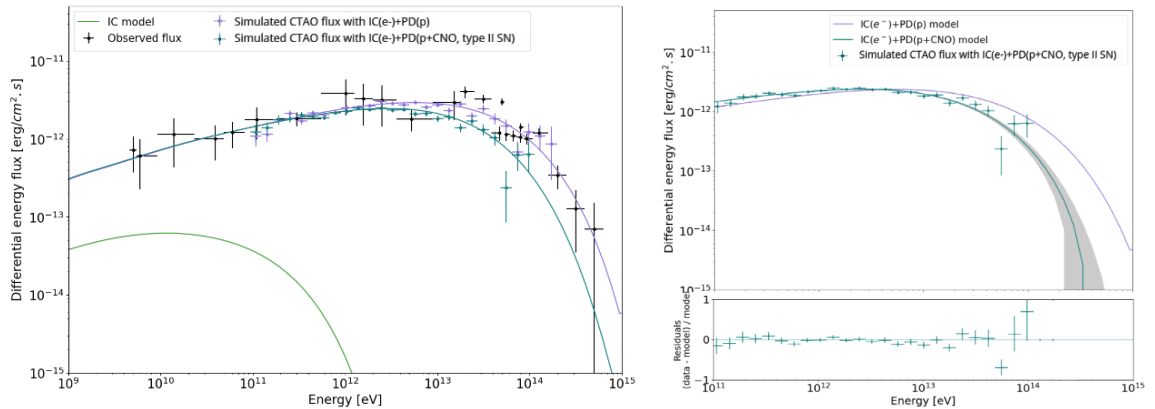 IC model
Observed flux
Simulated CTAO flux with IC(e-)+PD(p)
Simulated CTAO flux with IC(e-)+PD(p+CNO, type II SN)
Differential energy flux [erg/cm². s]
10⁻¹¹
10⁻¹²
10⁻¹³
10⁻¹⁴
10⁻¹⁵
10⁹ 10¹⁰ 10¹¹ 10¹² 10¹³ 10¹⁴ 10¹⁵
Energy [eV]
IC(e⁻)+PD(p) model
IC(e⁻)+PD(p+CNO) model
Simulated CTAO flux with IC(e-)+PD(p+CNO, type II SN)
Differential energy flux [erg/cm². s]
10⁻¹¹
10⁻¹²
10⁻¹³
10⁻¹⁴
10⁻¹⁵
Residuals
(data - model) / model
1
0
−1
10¹¹ 10¹² 10¹³ 10¹⁴ 10¹⁵
Energy [eV]